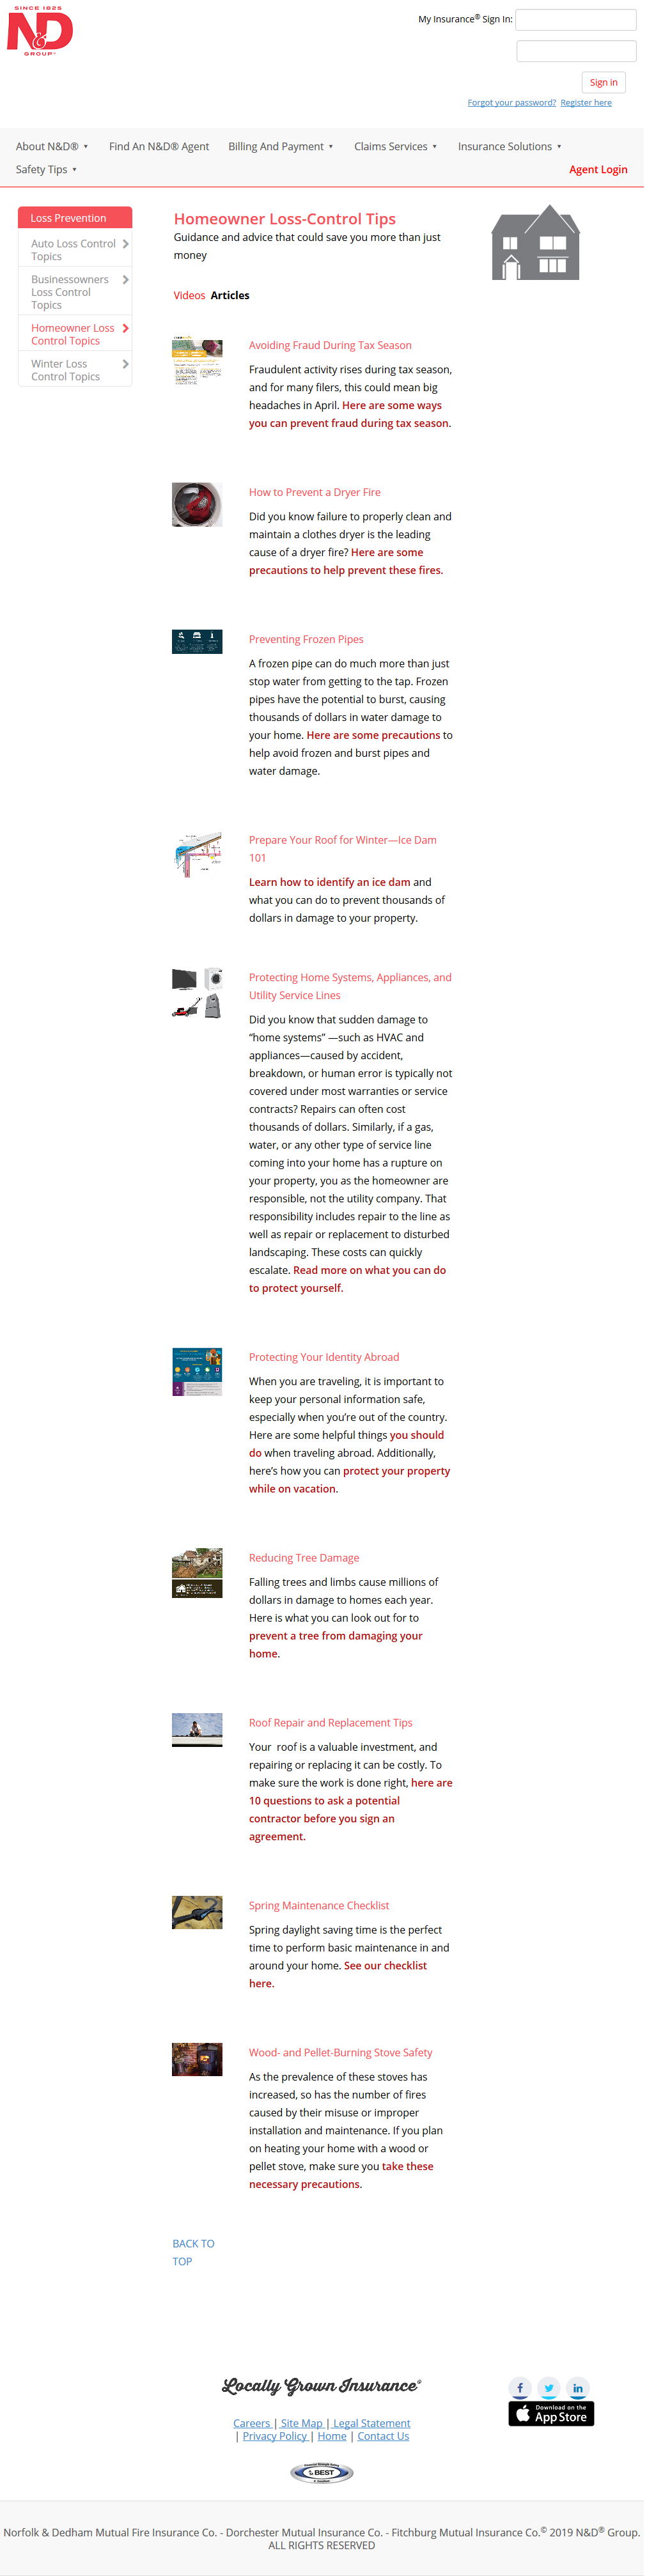 SINCE 1825
N&D
GROUP®
My Insurance® Sign In:
Sign in
Forgot your password? Register here
About N&D® ▼ Find An N&D® Agent Billing And Payment ▼ Claims Services ▼ Insurance Solutions ▼
Safety Tips ▼ Agent Login
Loss Prevention
Auto Loss Control
Topics
Businessowners
Loss Control
Topics
Homeowner Loss
Control Topics
Winter Loss
Control Topics
Homeowner Loss-Control Tips
Guidance and advice that could save you more than just
money
Videos Articles
Avoiding Fraud During Tax Season
Fraudulent activity rises during tax season,
and for many filers, this could mean big
headaches in April. Here are some ways
you can prevent fraud during tax season.
How to Prevent a Dryer Fire
Did you know failure to properly clean and
maintain a clothes dryer is the leading
cause of a dryer fire? Here are some
precautions to help prevent these fires.
Preventing Frozen Pipes
A frozen pipe can do much more than just
stop water from getting to the tap. Frozen
pipes have the potential to burst, causing
thousands of dollars in water damage to
your home. Here are some precautions to
help avoid frozen and burst pipes and
water damage.
Prepare Your Roof for Winter—Ice Dam
101
Learn how to identify an ice dam and
what you can do to prevent thousands of
dollars in damage to your property.
Protecting Home Systems, Appliances, and
Utility Service Lines
Did you know that sudden damage to
“home systems” —such as HVAC and
appliances—caused by accident,
breakdown, or human error is typically not
covered under most warranties or service
contracts? Repairs can often cost
thousands of dollars. Similarly, if a gas,
water, or any other type of service line
coming into your home has a rupture on
your property, you as the homeowner are
responsible, not the utility company. That
responsibility includes repair to the line as
well as repair or replacement to disturbed
landscaping. These costs can quickly
escalate. Read more on what you can do
to protect yourself.
Protecting Your Identity Abroad
When you are traveling, it is important to
keep your personal information safe,
especially when you’re out of the country.
Here are some helpful things you should
do when traveling abroad. Additionally,
here’s how you can protect your property
while on vacation.
Reducing Tree Damage
Falling trees and limbs cause millions of
dollars in damage to homes each year.
Here is what you can look out for to
prevent a tree from damaging your
home.
Roof Repair and Replacement Tips
Your roof is a valuable investment, and
repairing or replacing it can be costly. To
make sure the work is done right, here are
10 questions to ask a potential
contractor before you sign an
agreement.
Spring Maintenance Checklist
Spring daylight saving time is the perfect
time to perform basic maintenance in and
around your home. See our checklist
here.
Wood- and Pellet-Burning Stove Safety
As the prevalence of these stoves has
increased, so has the number of fires
caused by their misuse or improper
installation and maintenance. If you plan
on heating your home with a wood or
pellet stove, make sure you take these
necessary precautions.
BACK TO
TOP
Locally Grown Insurance®
Careers | Site Map | Legal Statement
| Privacy Policy | Home | Contact Us
BEST
Download on the
App Store
Norfolk & Dedham Mutual Fire Insurance Co. - Dorchester Mutual Insurance Co. - Fitchburg Mutual Insurance Co.© 2019 N&D® Group.
ALL RIGHTS RESERVED